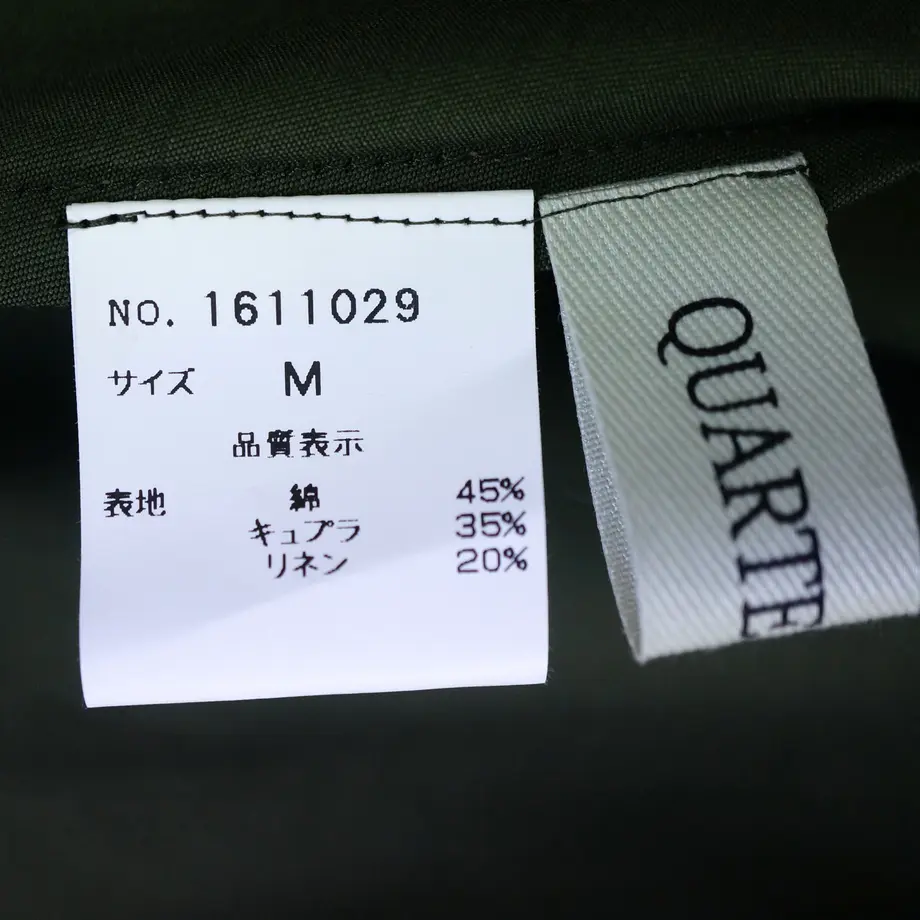 NO. 1611029
サイズ M
品質表示
表地 綿 45%
キュプラ 35%
リネン 20%
QUARTE